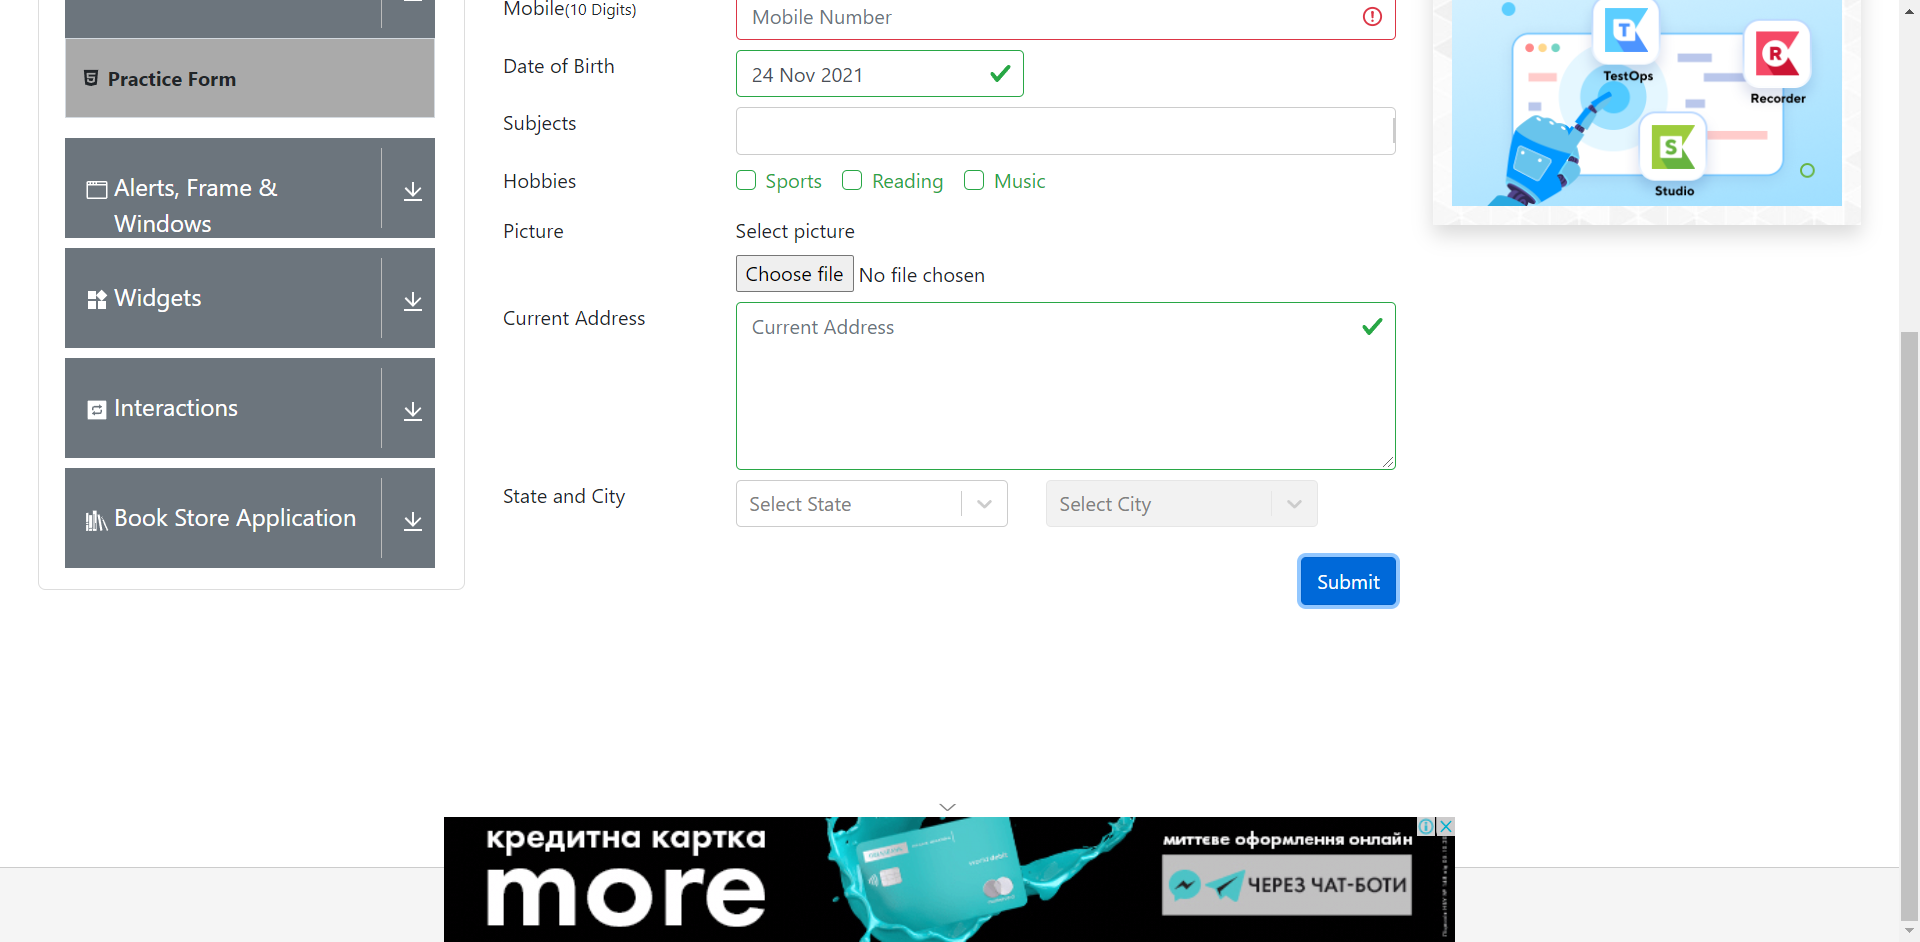 Mobile(10 Digits)
Mobile Number
Practice Form
Date of Birth
24 Nov 2021
Subjects
Hobbies
Sports
Reading
Music
Alerts, Frame &
Windows
Picture
Select picture
Choose file No file chosen
Widgets
Current Address
Current Address
Interactions
State and City
Select State
Select City
Book Store Application
Submit
T
TestOps
R
Recorder
S
Studio
кредитна картка
more
миттєве оформлення онлайн
ЧЕРЕЗ ЧАТ-БОТИ